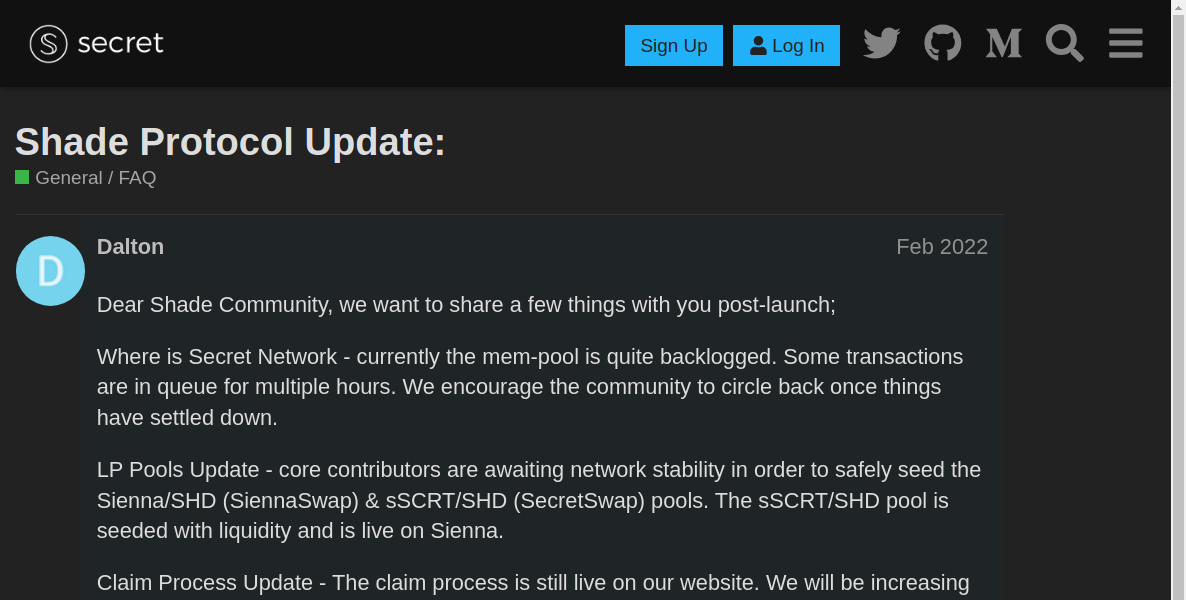 secret
Sign Up
Log In
Shade Protocol Update:
General / FAQ
D
Dalton
Feb 2022
Dear Shade Community, we want to share a few things with you post-launch;
Where is Secret Network - currently the mem-pool is quite backlogged. Some transactions
are in queue for multiple hours. We encourage the community to circle back once things
have settled down.
LP Pools Update - core contributors are awaiting network stability in order to safely seed the
Sienna/SHD (SiennaSwap) & sSCRT/SHD (SecretSwap) pools. The sSCRT/SHD pool is
seeded with liquidity and is live on Sienna.
Claim Process Update - The claim process is still live on our website. We will be increasing